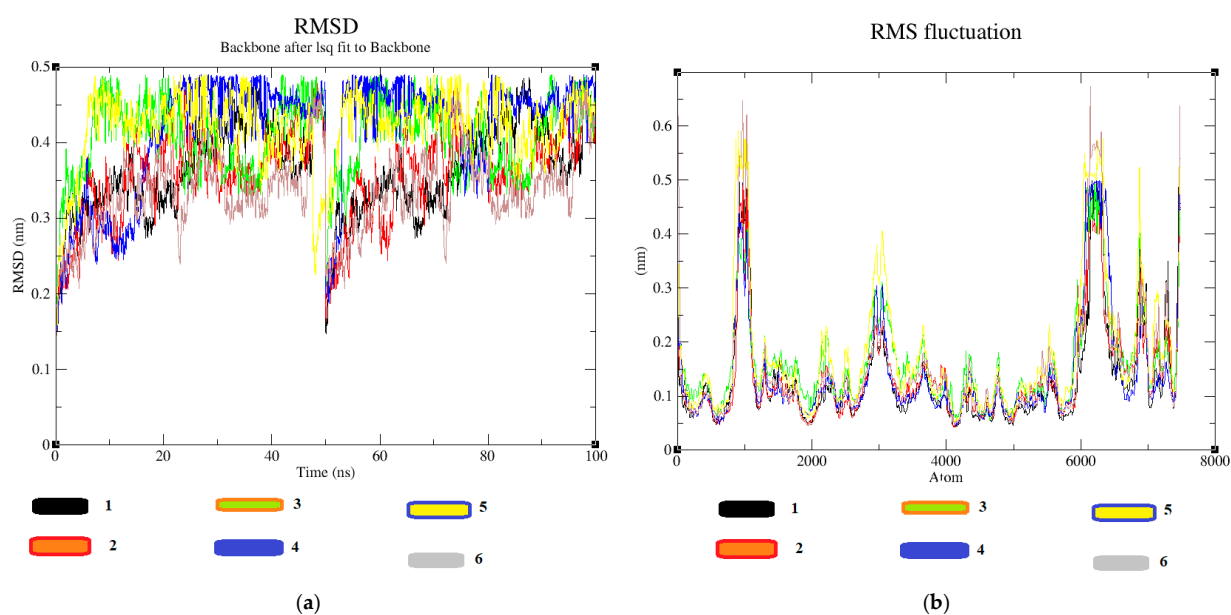 RMSD
Backbone after lsq fit to Backbone
RMSD (nm)
0.5
0.4
0.3
0.2
0.1
0
0 20 40 60 80 100
Time (ns)
1 3 5
2 4 6
(a)
RMS fluctuation
(nm)
0.6
0.5
0.4
0.3
0.2
0.1
0
0 2000 4000 6000 8000
Atom
1 3 5
2 4 6
(b)